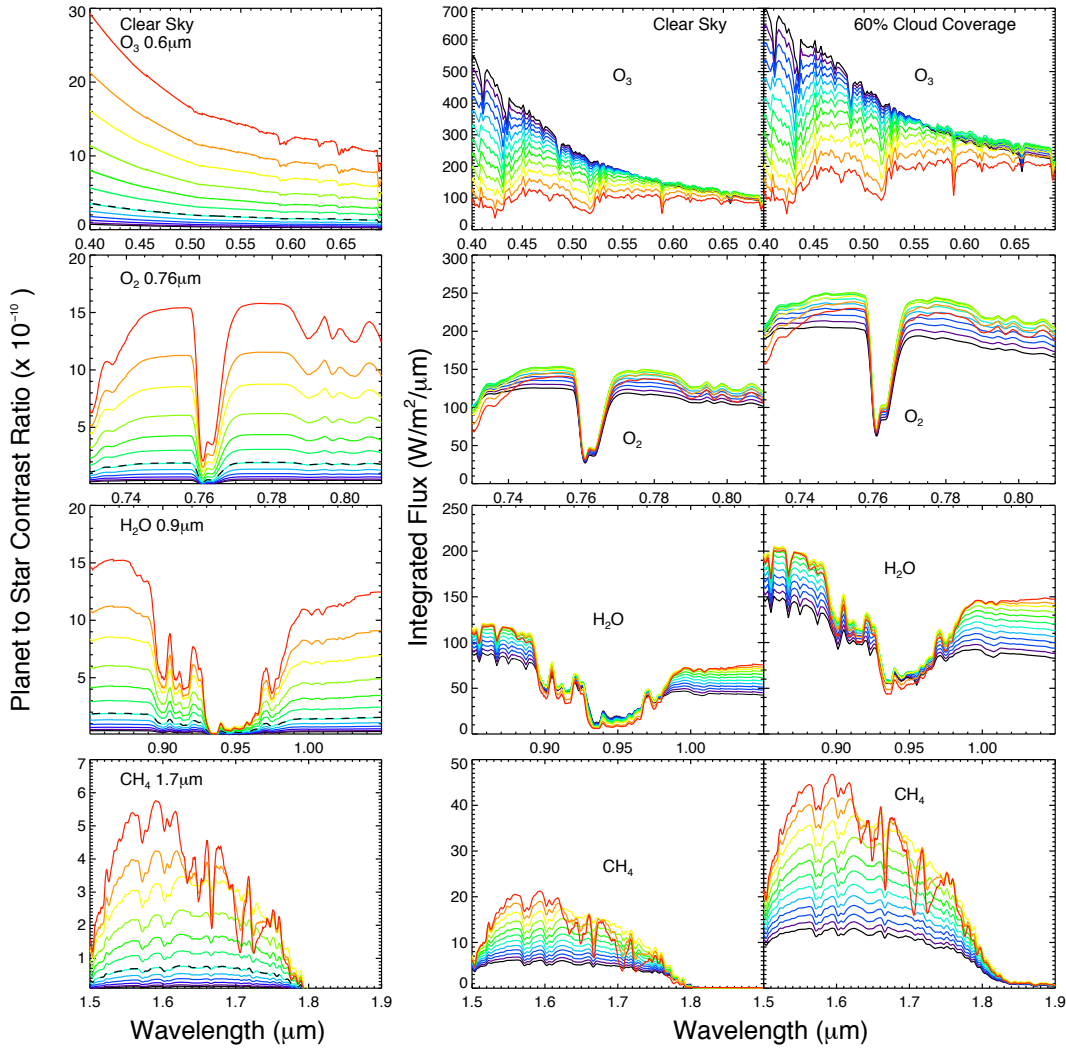 Planet to Star Contrast Ratio (x 10⁻¹⁰)
Clear Sky
O₃ 0.6μm
30
20
10
0
0.40 0.45 0.50 0.55 0.60 0.65
O₂ 0.76μm
20
15
10
5
0.74 0.76 0.78 0.80
H₂O 0.9μm
20
15
10
5
0.90 0.95 1.00
CH₄ 1.7μm
7
6
5
4
3
2
1
1.5 1.6 1.7 1.8 1.9
Wavelength (μm)
Integrated Flux (W/m²/μm)
Clear Sky
60% Cloud Coverage
O₃
O₃
700
600
500
400
300
200
100
0
0.40 0.45 0.50 0.55 0.60 0.65
0.40 0.45 0.50 0.55 0.60 0.65
300
250
200
150
100
50
0
O₂
O₂
0.74 0.76 0.78 0.80
0.74 0.76 0.78 0.80
250
200
150
100
50
0
H₂O
H₂O
0.90 0.95 1.00
0.90 0.95 1.00
50
40
30
20
10
0
CH₄
CH₄
1.5 1.6 1.7 1.8 1.9
1.5 1.6 1.7 1.8 1.9
Wavelength (μm)